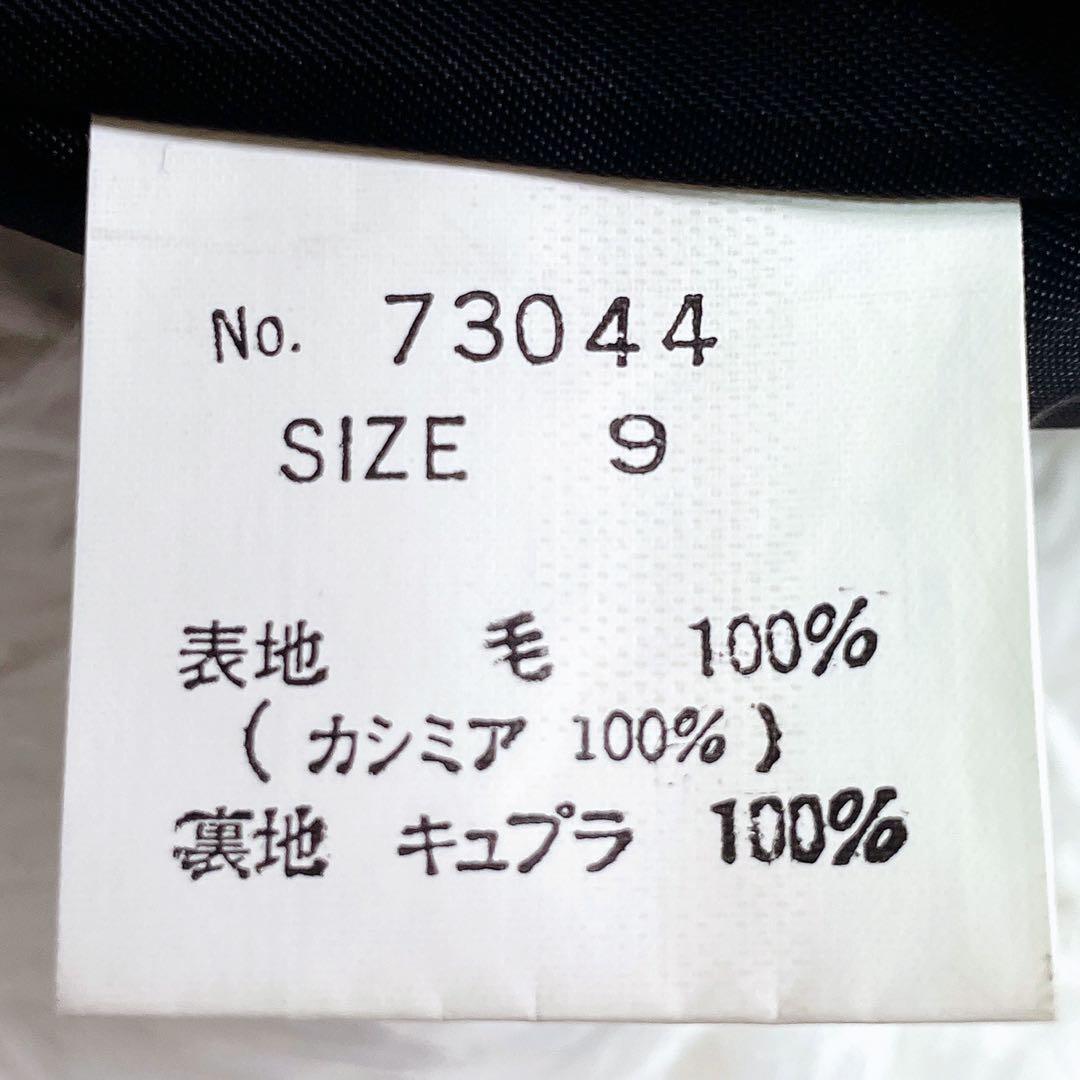 No. 73044
SIZE 9
表地 毛 100%
(カシミア 100%)
裏地 キュプラ 100%